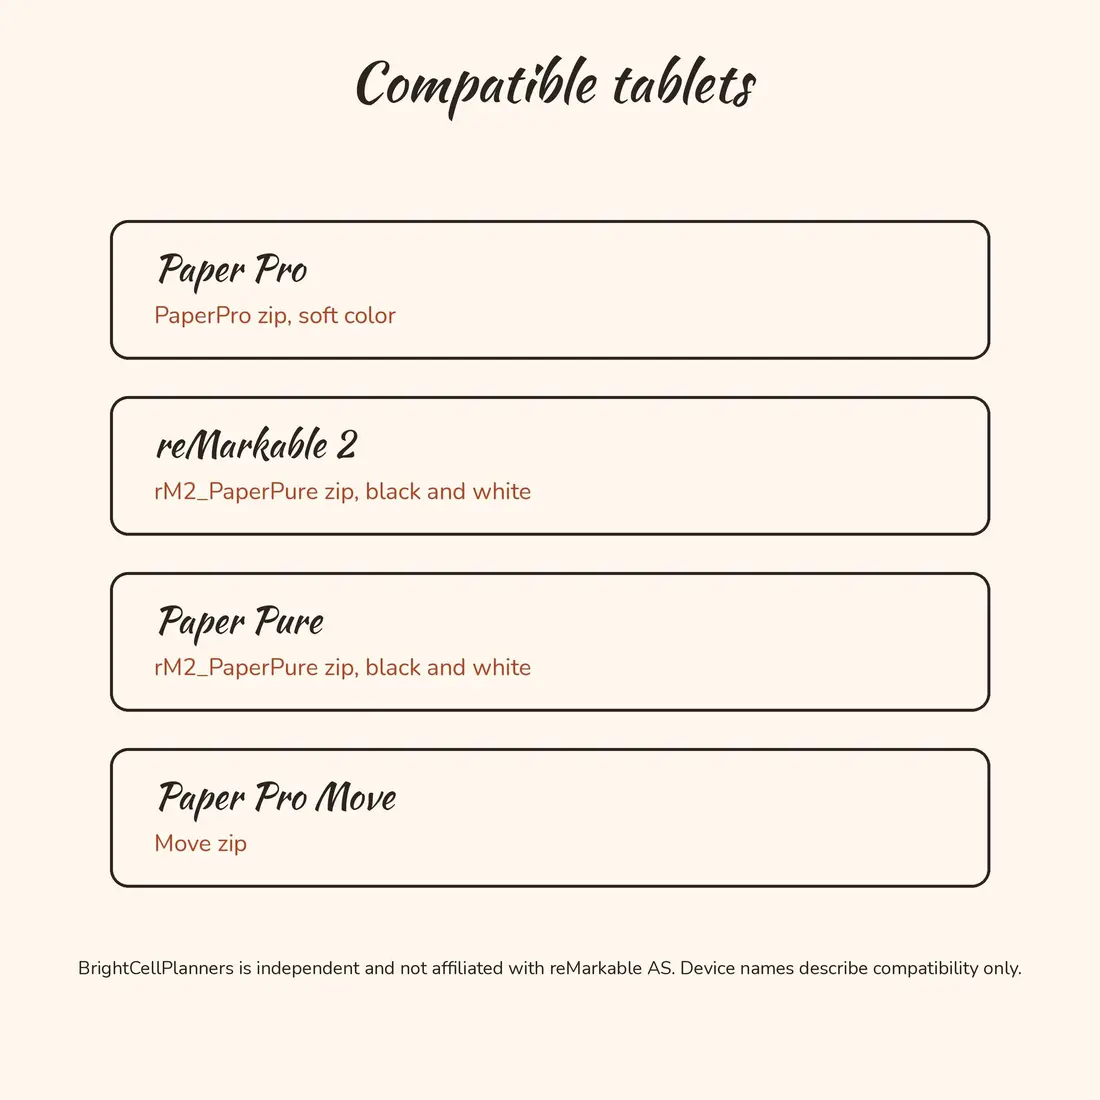 Compatible tablets
Paper Pro
PaperPro zip, soft color
reMarkable 2
rM2_PaperPure zip, black and white
Paper Pure
rM2_PaperPure zip, black and white
Paper Pro Move
Move zip
BrightCellPlanners is independent and not affiliated with reMarkable AS. Device names describe compatibility only.